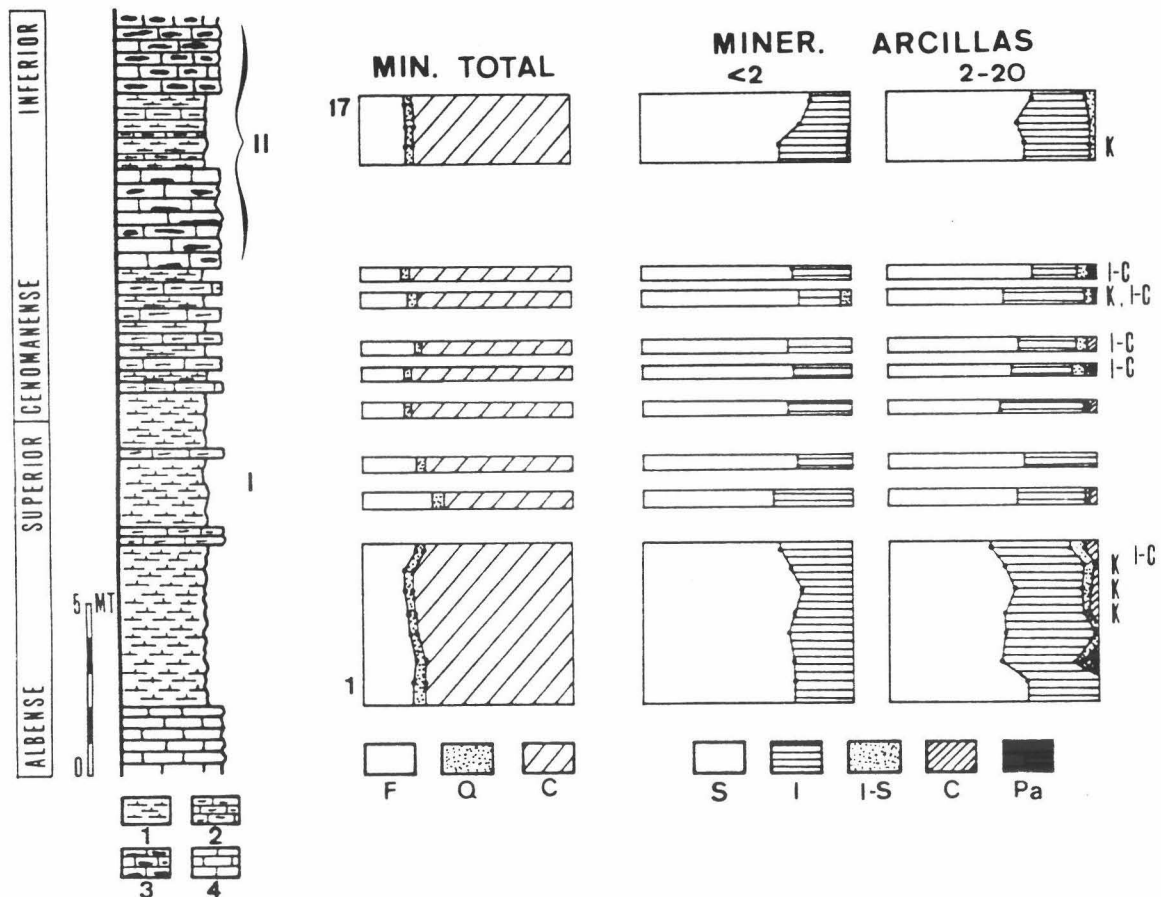 INFERIOR
CENOMANENSE
SUPERIOR
ALBENSE
5 MT
0
II
I
MIN. TOTAL
MINER. ARCILLAS
<2
2-20
17
1
K
I-C
K, I-C
I-C
I-C
I-C
K
K
K
F
Q
C
S
I
I-S
C
Pa
1
2
3
4